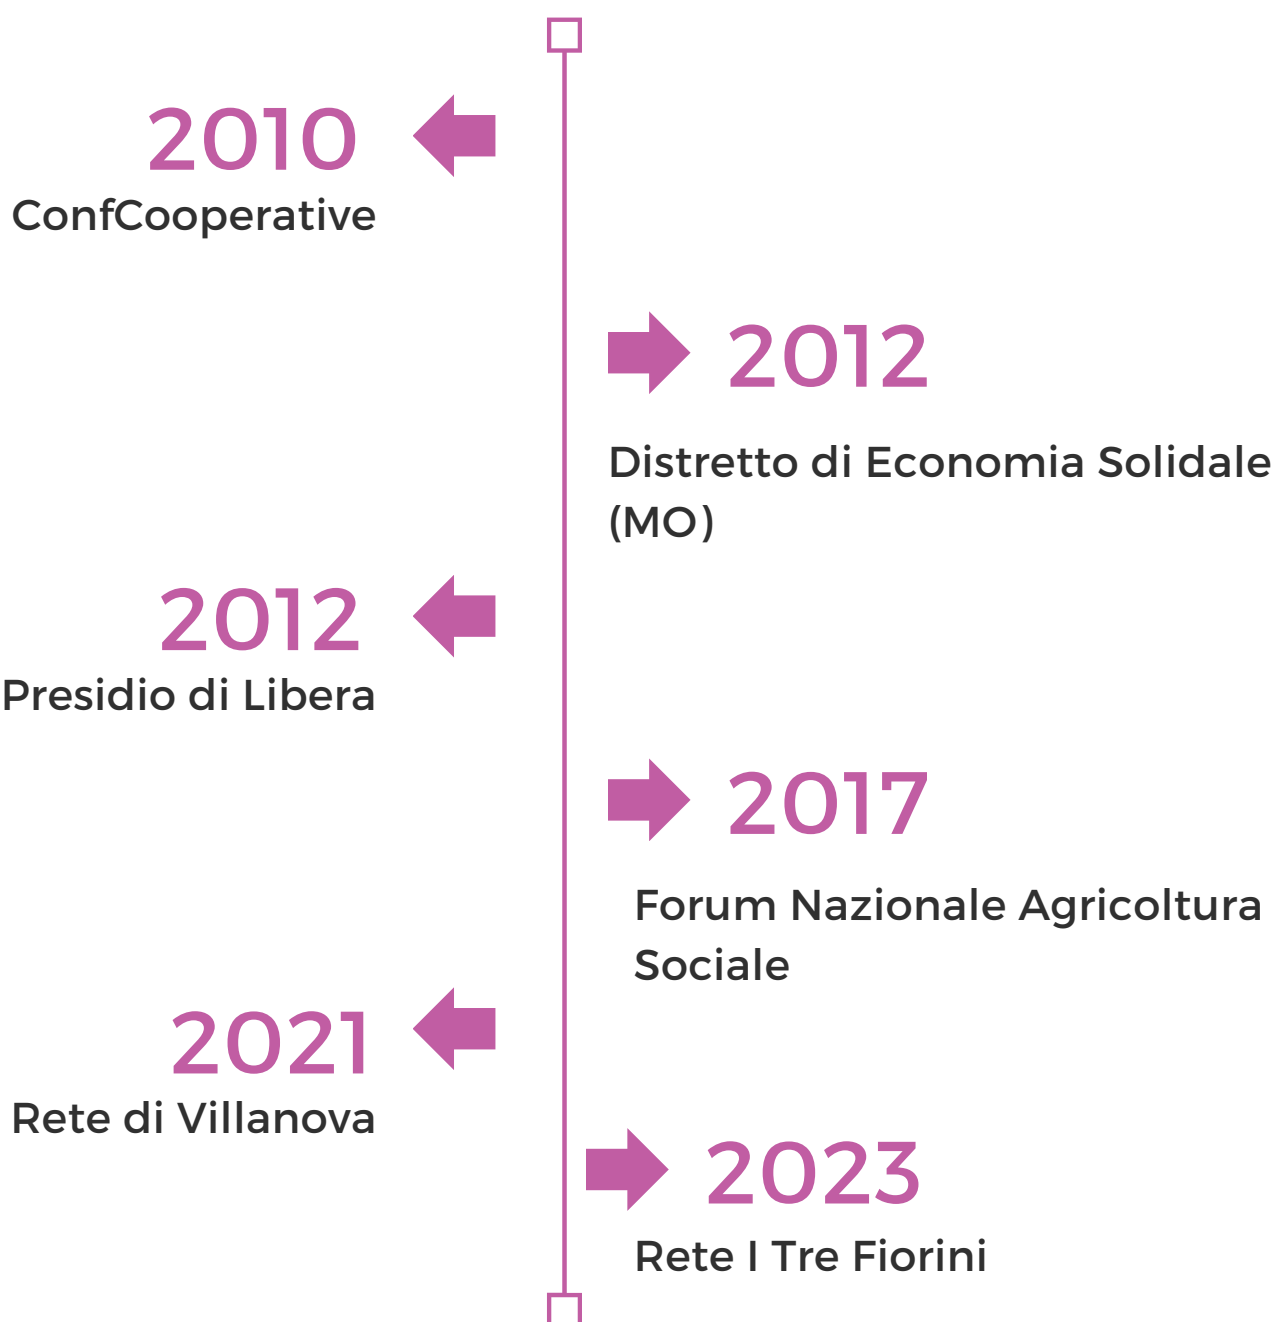 2010
ConfCooperative
2012
Distretto di Economia Solidale
(MO)
2012
Presidio di Libera
2017
Forum Nazionale Agricoltura
Sociale
2021
Rete di Villanova
2023
Rete I Tre Fiorini